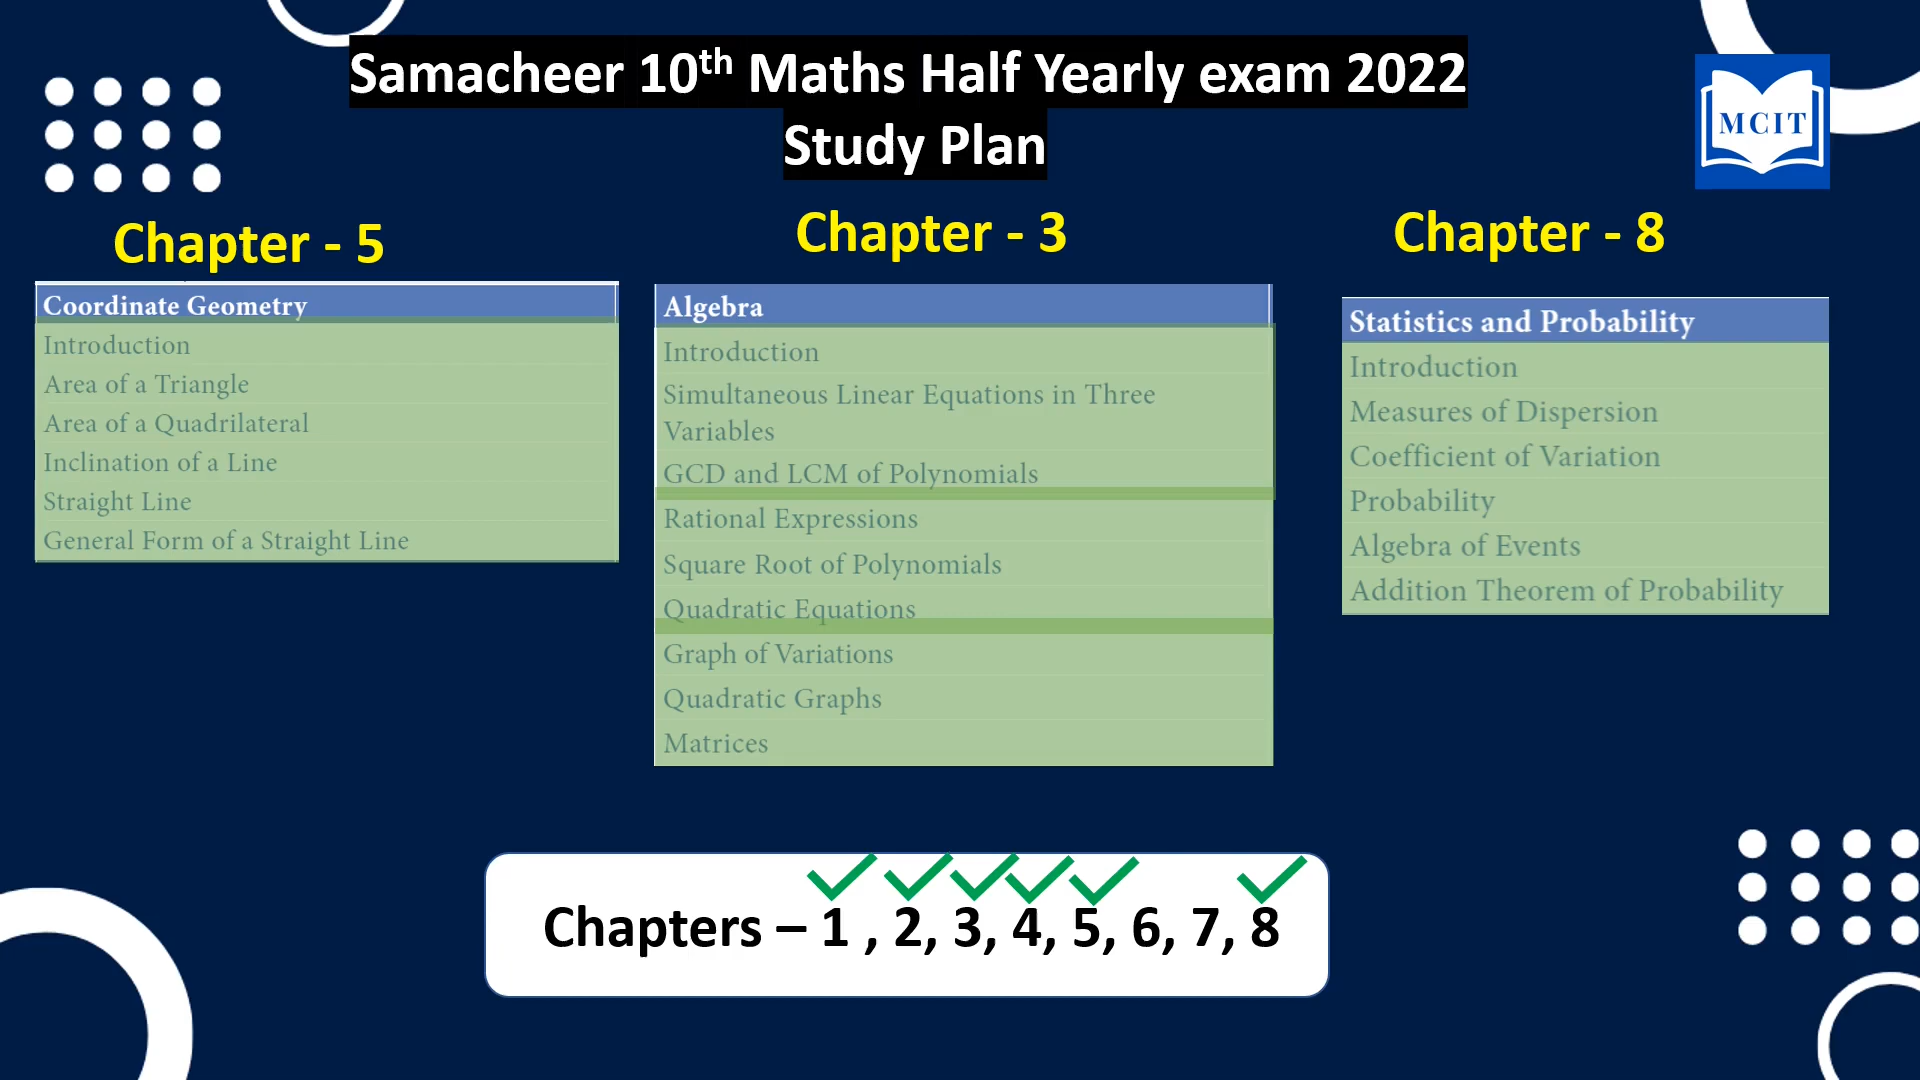 Samacheer 10th Maths Half Yearly exam 2022
Study Plan
MCIT
Chapter - 5
Coordinate Geometry
Introduction
Area of a Triangle
Area of a Quadrilateral
Inclination of a Line
Straight Line
General Form of a Straight Line
Chapter - 3
Algebra
Introduction
Simultaneous Linear Equations in Three
Variables
GCD and LCM of Polynomials
Rational Expressions
Square Root of Polynomials
Quadratic Equations
Graph of Variations
Quadratic Graphs
Matrices
Chapter - 8
Statistics and Probability
Introduction
Measures of Dispersion
Coefficient of Variation
Probability
Algebra of Events
Addition Theorem of Probability
Chapters – 1 , 2, 3, 4, 5, 6, 7, 8